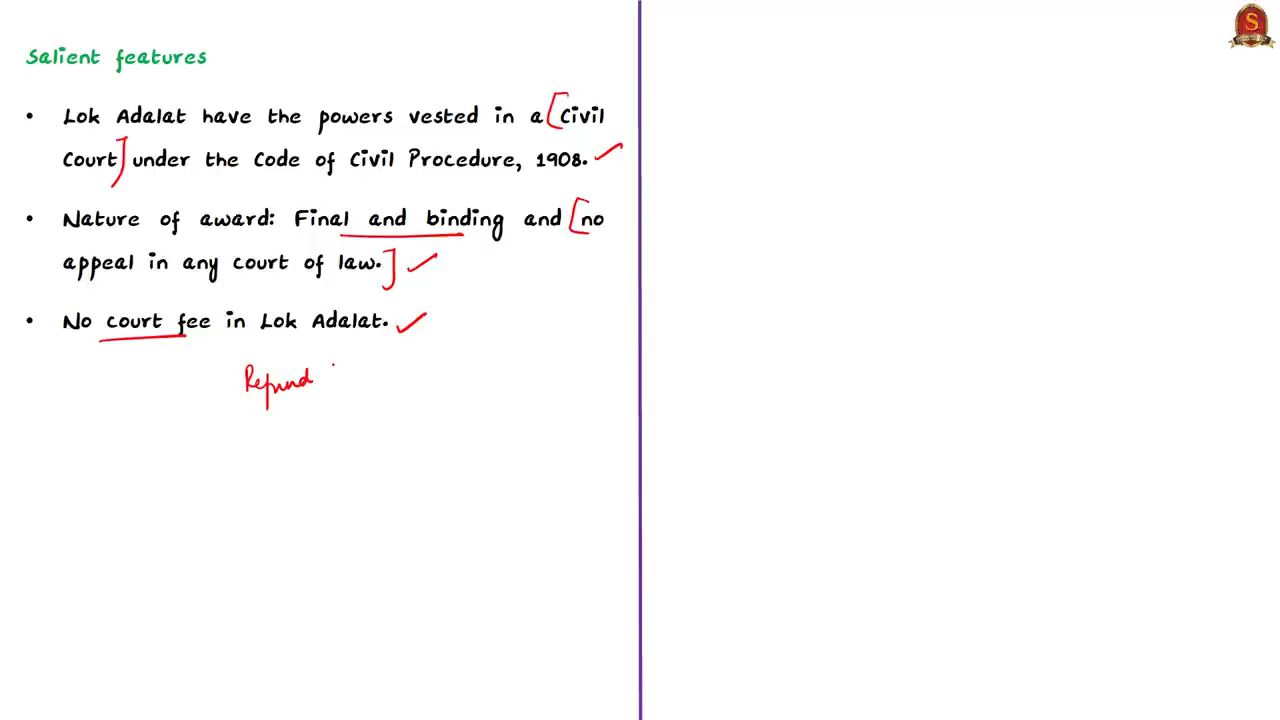 Salient features
• Lok Adalat have the powers vested in a [Civil
Court] under the Code of Civil Procedure, 1908. ✓
• Nature of award: Final and binding and [no
appeal in any court of law.] ✓
• No court fee in Lok Adalat. ✓
Refund
S